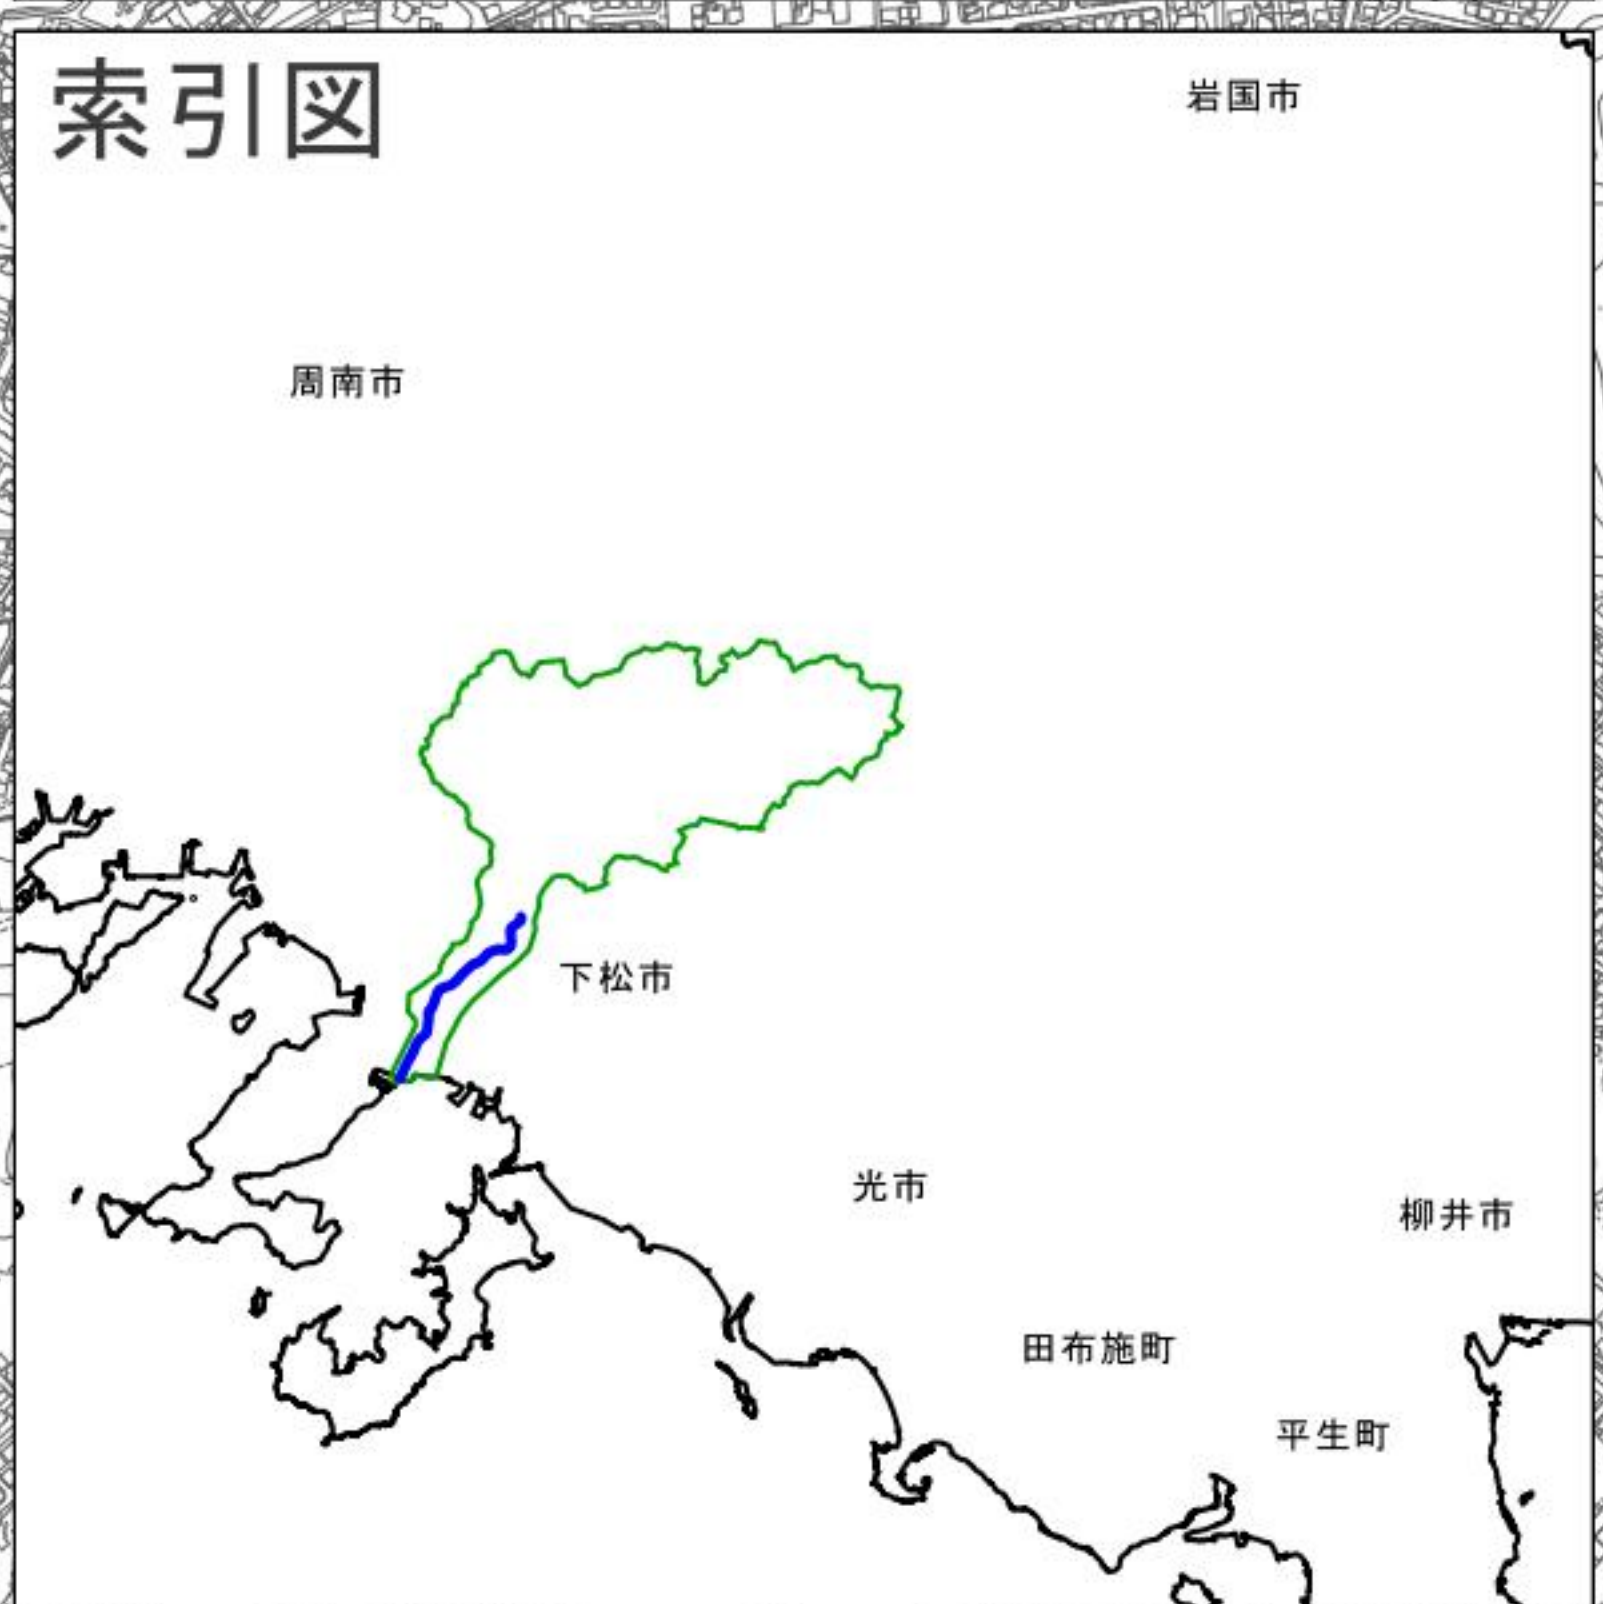 索引図
岩国市
周南市
下松市
光市
柳井市
田布施町
平生町